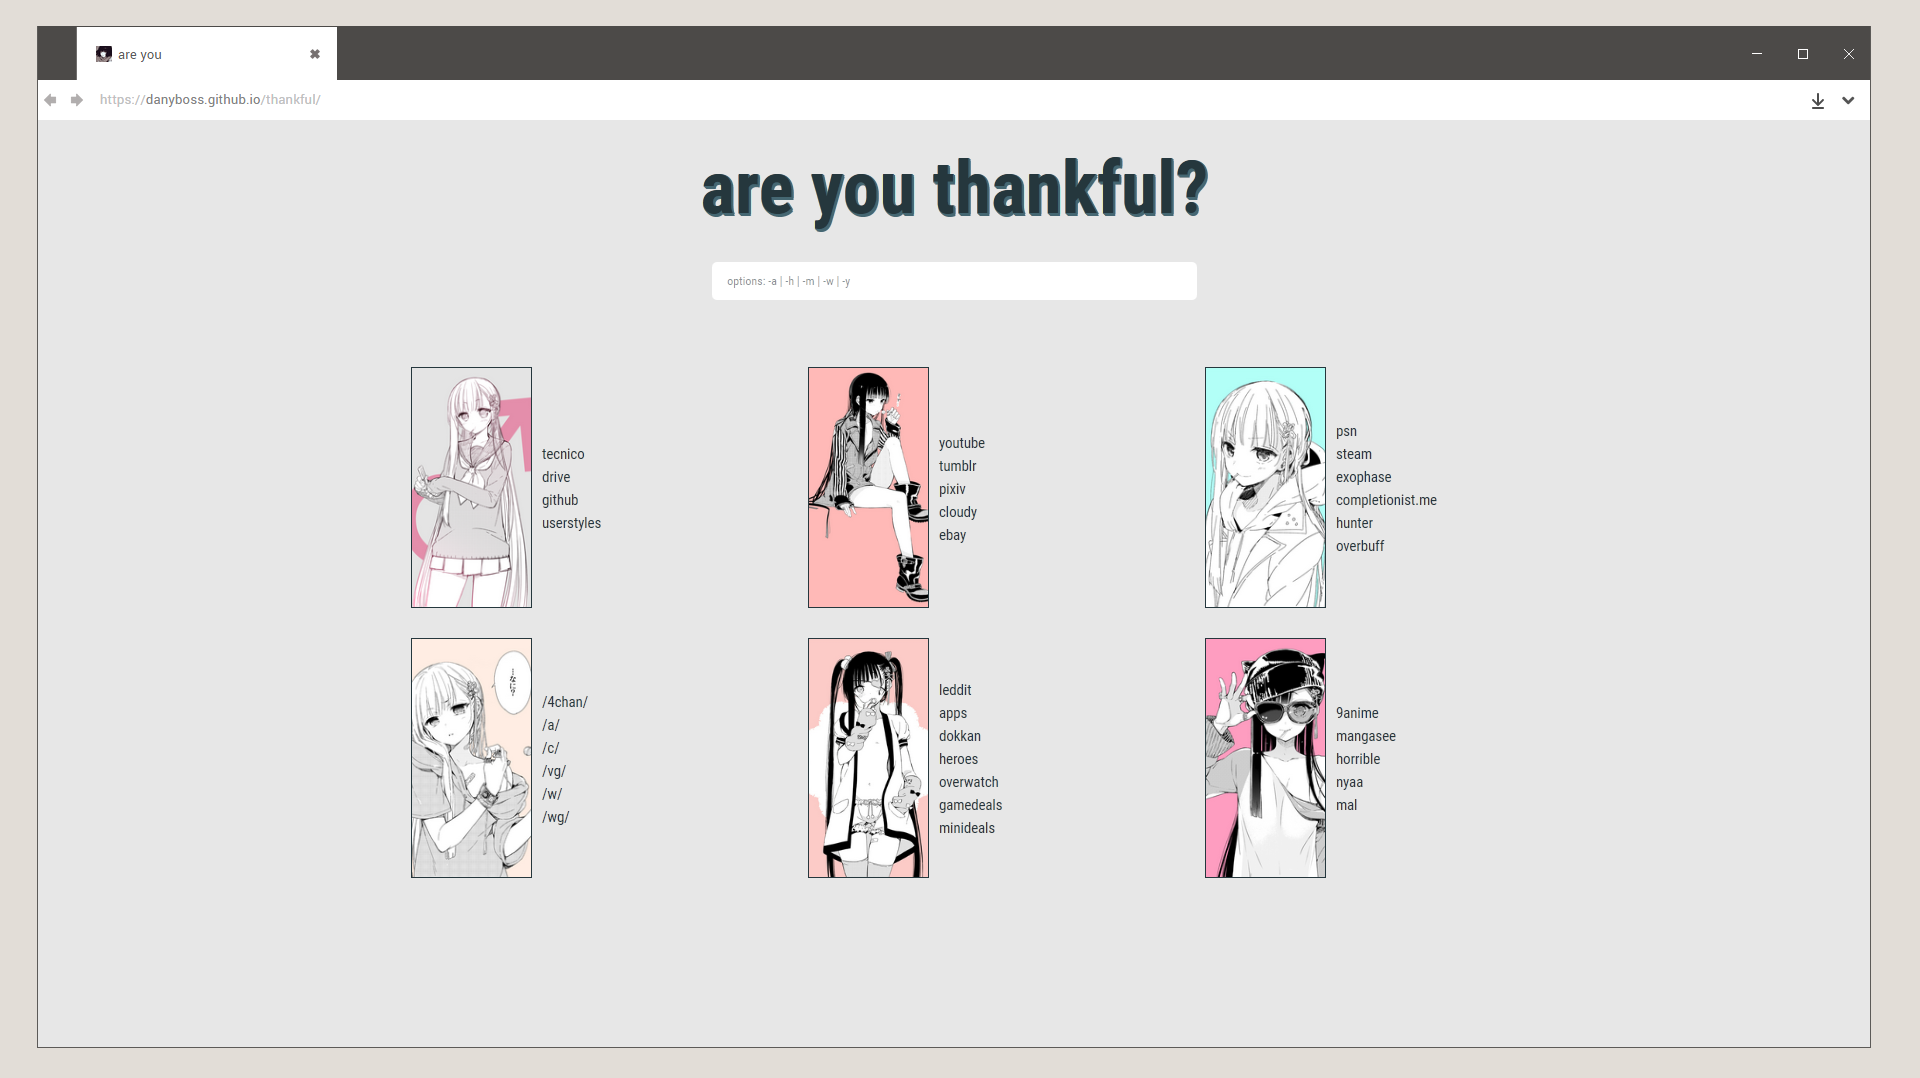 are you
https://danyboss.github.io/thankful/
are you thankful?
options: -a | -h | -m | -w | -y
tecnico
drive
github
userstyles
youtube
tumblr
pixiv
cloudy
ebay
psn
steam
exophase
completionist.me
hunter
overbuff
/4chan/
/a/
/c/
/vg/
/w/
/wg/
leddit
apps
dokkan
heroes
overwatch
gamedeals
minideals
9anime
mangasee
horrible
nyaa
mal